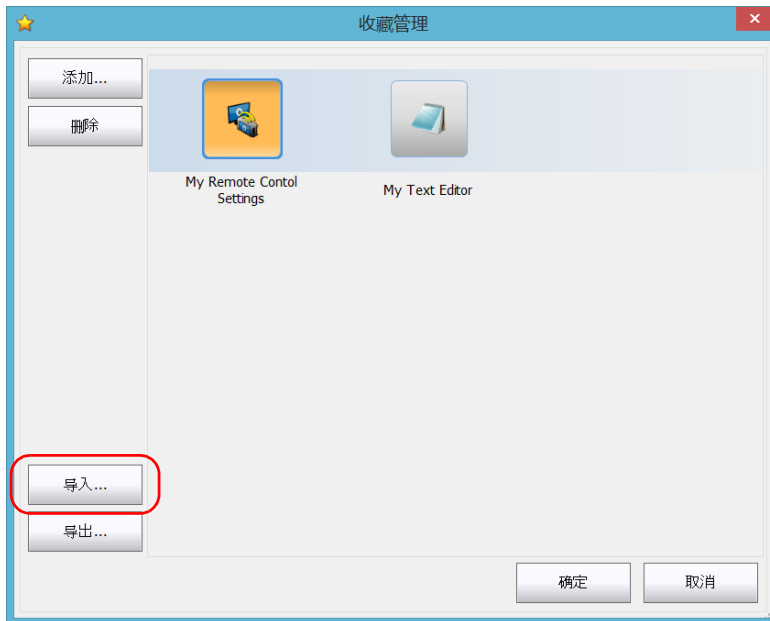 收藏管理
添加...
删除
My Remote Contol
Settings
My Text Editor
导入...
导出...
确定
取消